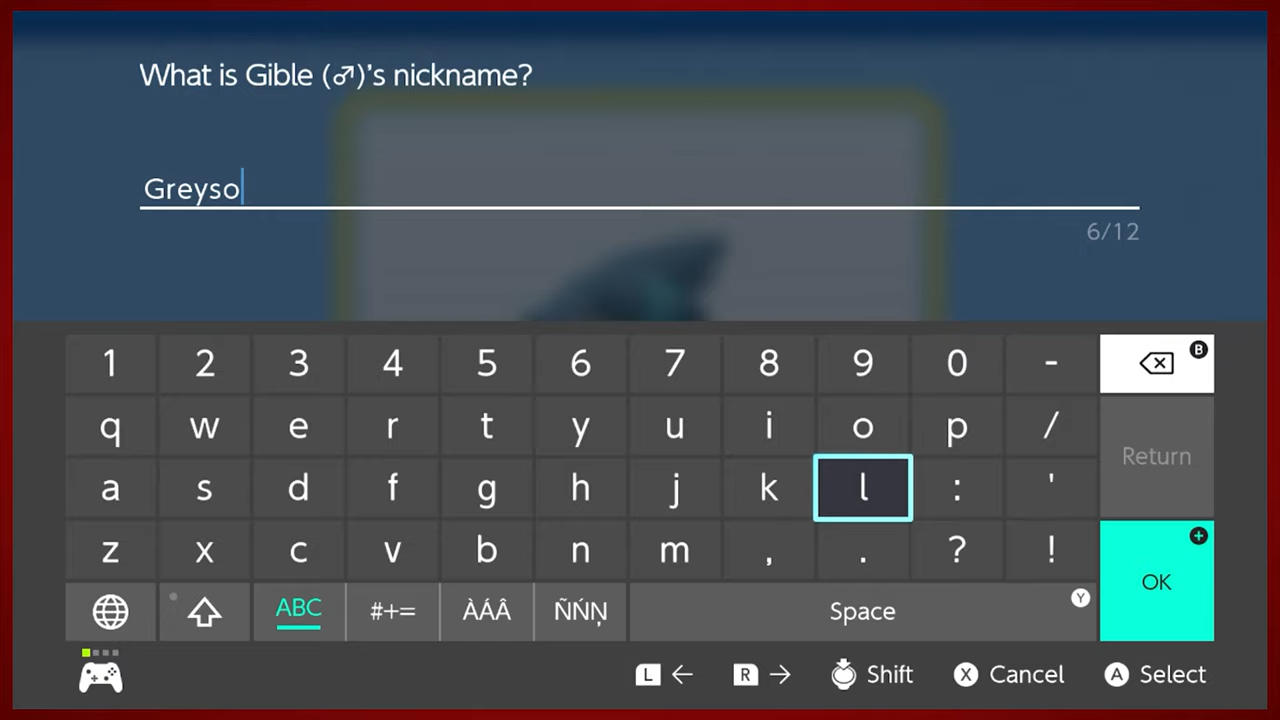 What is Gible (♂)'s nickname?
Greyso
6/12
1 2 3 4 5 6 7 8 9 0 - B
q w e r t y u i o p /
Return
a s d f g h j k l : '
z x c v b n m , . ? ! +
OK
ABC #+= ÀÁÂ ÑŃŅ Space Y
L ← R → Shift X Cancel A Select